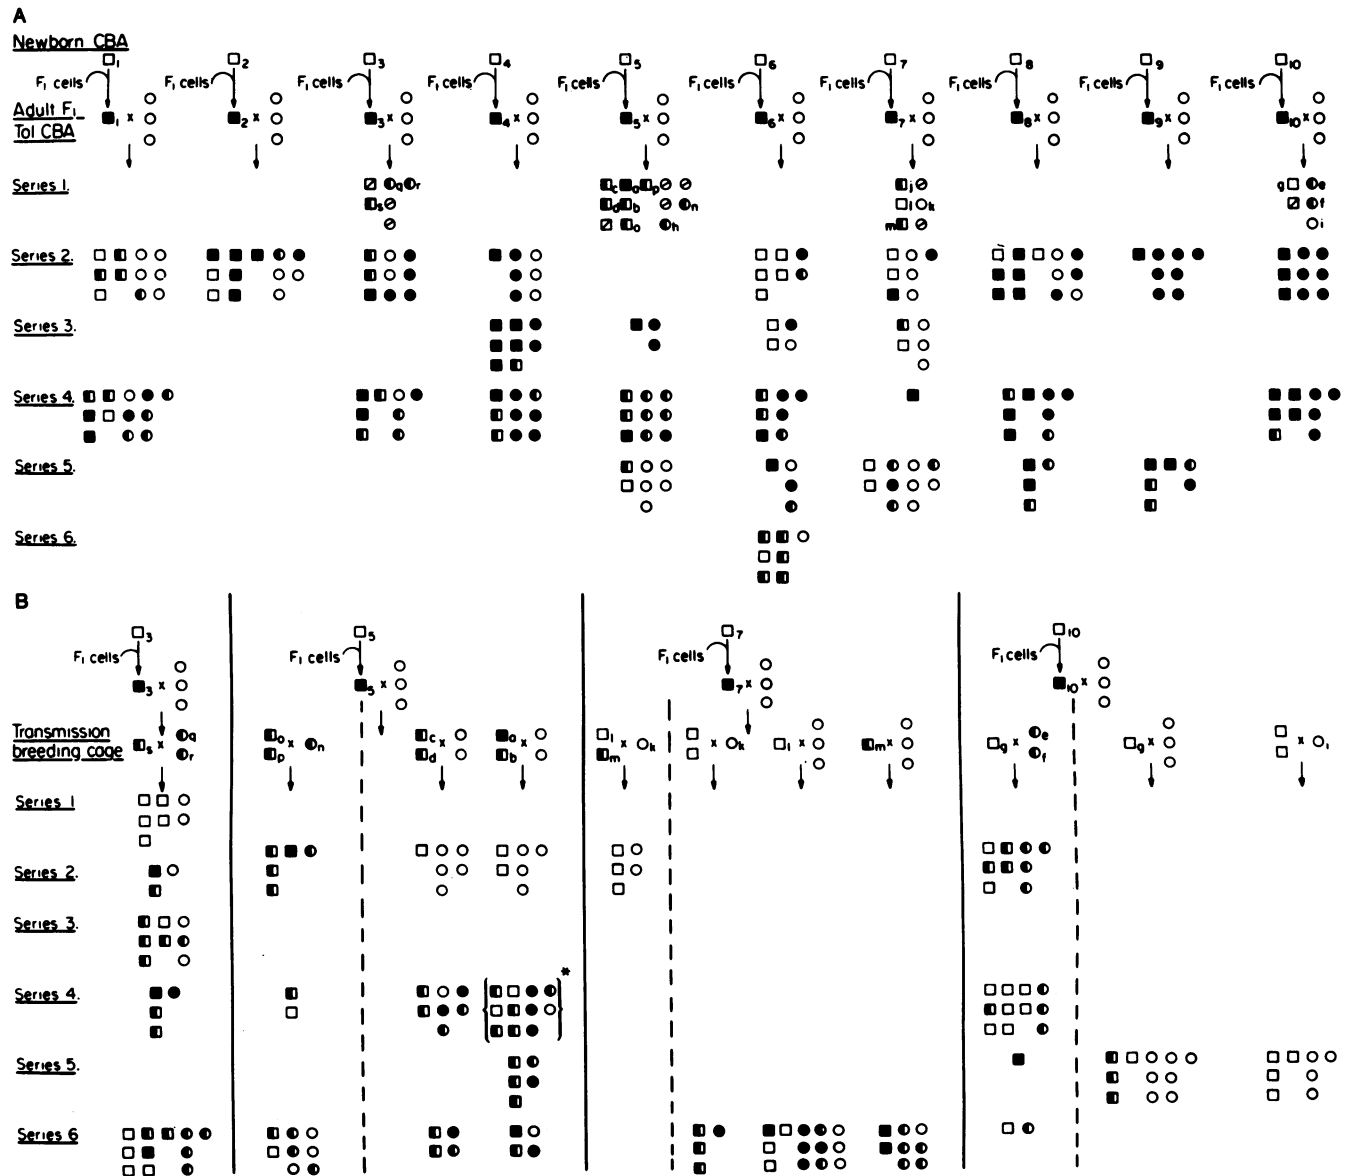 A
Newborn CBA
1 2 3 4 5 6 7 8 9 10
F1 cells F1 cells F1 cells F1 cells F1 cells F1 cells F1 cells F1 cells F1 cells F1 cells
Adult F1 Tol CBA
1 x 2 x 3 x 4 x 5 x 6 x 7 x 8 x 9 x 10 x
Series 1.
q r
s
c a p
d b n
o h
j
l k
m
g e
f
i
Series 2.
Series 3.
Series 4.
Series 5.
Series 6.
B
3 5 7 10
F1 cells F1 cells F1 cells F1 cells
3 x 5 x 7 x 10 x
Transmission breeding cage
s x q r
o p x n
c d x
a b x
l m x k
x k
l x
m x
g x e f
g x
x i
Series 1
Series 2.
Series 3.
Series 4.
*
Series 5.
Series 6